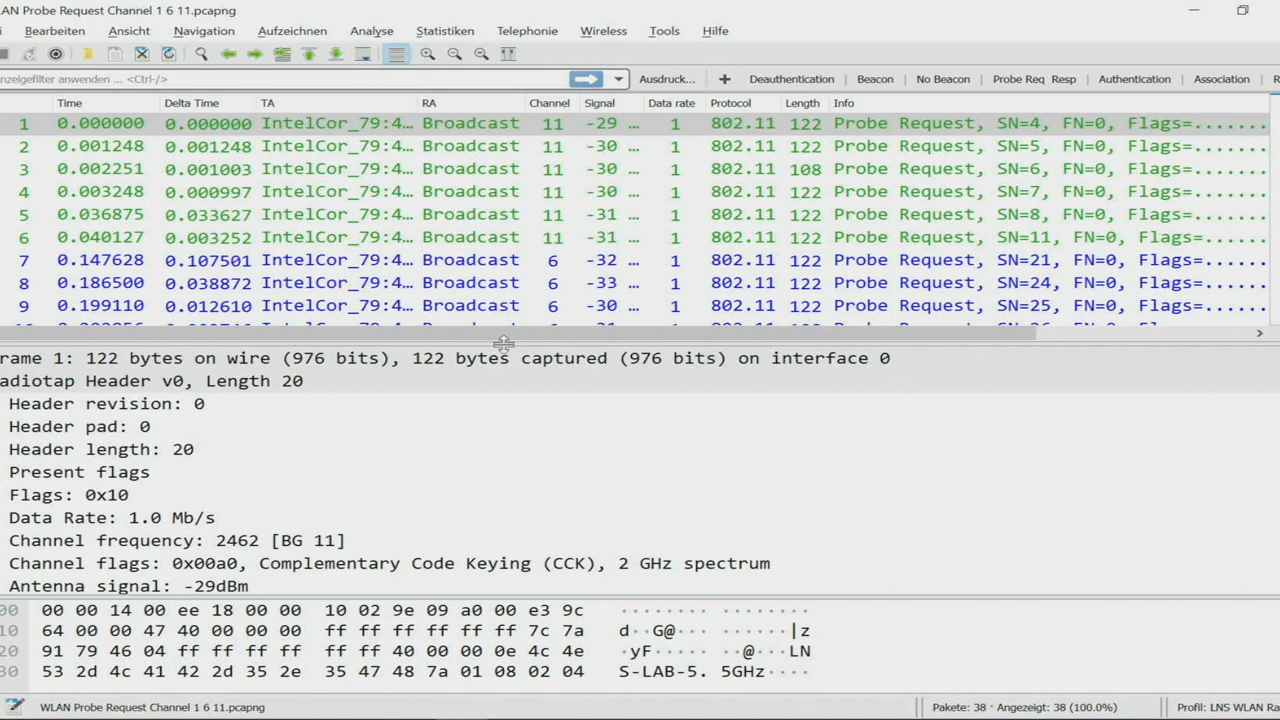 AN Probe Request Channel 1 6 11.pcapng
Bearbeiten Ansicht Navigation Aufzeichnen Analyse Statistiken Telephonie Wireless Tools Hilfe
nzeigefilter anwenden ... <Ctrl-/> Ausdruck... + Deauthentication Beacon No Beacon Probe Req Resp Authentication Association R
Time Delta Time TA RA Channel Signal Data rate Protocol Length Info
1 0.000000 0.000000 IntelCor_79:4… Broadcast 11 -29 … 1 802.11 122 Probe Request, SN=4, FN=0, Flags=.......
2 0.001248 0.001248 IntelCor_79:4… Broadcast 11 -30 … 1 802.11 122 Probe Request, SN=5, FN=0, Flags=.......
3 0.002251 0.001003 IntelCor_79:4… Broadcast 11 -30 … 1 802.11 108 Probe Request, SN=6, FN=0, Flags=.......
4 0.003248 0.000997 IntelCor_79:4… Broadcast 11 -30 … 1 802.11 122 Probe Request, SN=7, FN=0, Flags=.......
5 0.036875 0.033627 IntelCor_79:4… Broadcast 11 -31 … 1 802.11 122 Probe Request, SN=8, FN=0, Flags=.......
6 0.040127 0.003252 IntelCor_79:4… Broadcast 11 -31 … 1 802.11 122 Probe Request, SN=11, FN=0, Flags=......
7 0.147628 0.107501 IntelCor_79:4… Broadcast 6 -32 … 1 802.11 122 Probe Request, SN=21, FN=0, Flags=......
8 0.186500 0.038872 IntelCor_79:4… Broadcast 6 -33 … 1 802.11 122 Probe Request, SN=24, FN=0, Flags=......
9 0.199110 0.012610 IntelCor_79:4… Broadcast 6 -30 … 1 802.11 122 Probe Request, SN=25, FN=0, Flags=......
rame 1: 122 bytes on wire (976 bits), 122 bytes captured (976 bits) on interface 0
adiotap Header v0, Length 20
Header revision: 0
Header pad: 0
Header length: 20
Present flags
Flags: 0x10
Data Rate: 1.0 Mb/s
Channel frequency: 2462 [BG 11]
Channel flags: 0x00a0, Complementary Code Keying (CCK), 2 GHz spectrum
Antenna signal: -29dBm
00 00 00 14 00 ee 18 00 00 10 02 9e 09 a0 00 e3 9c ········ ········
10 64 00 00 47 40 00 00 00 ff ff ff ff ff ff 7c 7a d··G@··· ······|z
20 91 79 46 04 ff ff ff ff ff ff 40 00 00 0e 4c 4e ·yF····· ··@···LN
30 53 2d 4c 41 42 2d 35 2e 35 47 48 7a 01 08 02 04 S-LAB-5. 5GHz····
WLAN Probe Request Channel 1 6 11.pcapng Pakete: 38 · Angezeigt: 38 (100.0%) Profil: LNS WLAN Ra